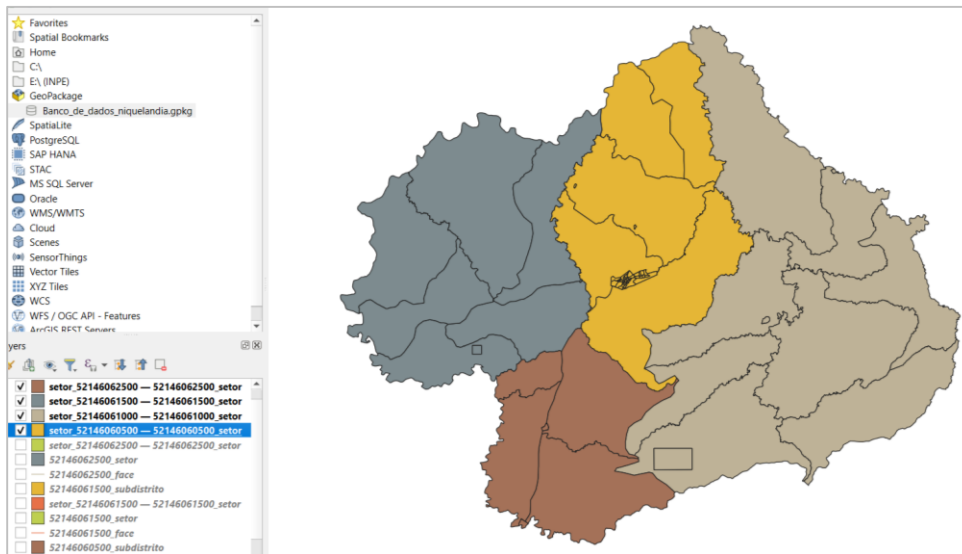 Favorites
Spatial Bookmarks
Home
C:\
E:\ (INPE)
GeoPackage
Banco_de_dados_niquelandia.gpkg
SpatiaLite
PostgreSQL
SAP HANA
STAC
MS SQL Server
Oracle
WMS/WMTS
Cloud
Scenes
SensorThings
Vector Tiles
XYZ Tiles
WCS
WFS / OGC API - Features
ArcGIS REST Servers
yers
setor_52146062500 — 52146062500_setor
setor_52146061500 — 52146061500_setor
setor_52146061000 — 52146061000_setor
setor_52146060500 — 52146060500_setor
setor_52146062500 — 52146062500_setor
52146062500_setor
52146062500_face
52146061500_subdistrito
setor_52146061500 — 52146061500_setor
52146061500_setor
52146061500_face
52146060500_subdistrito